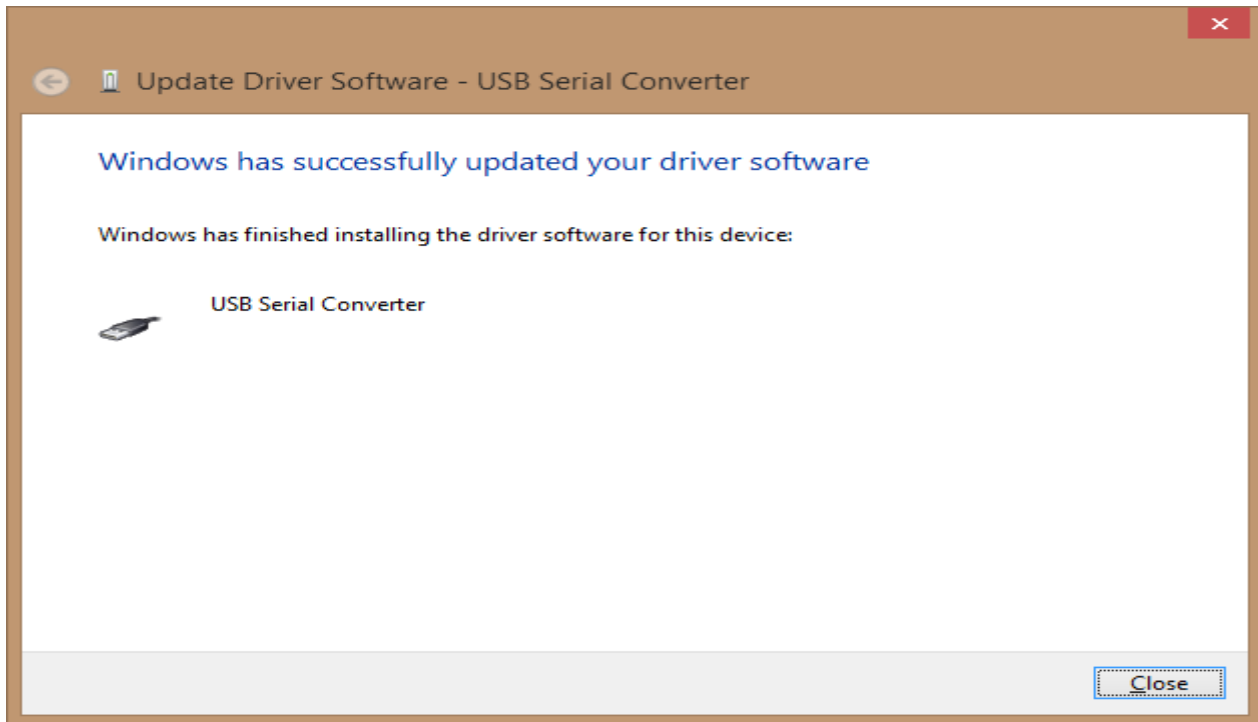 Update Driver Software - USB Serial Converter
Windows has successfully updated your driver software
Windows has finished installing the driver software for this device:
USB Serial Converter
Close